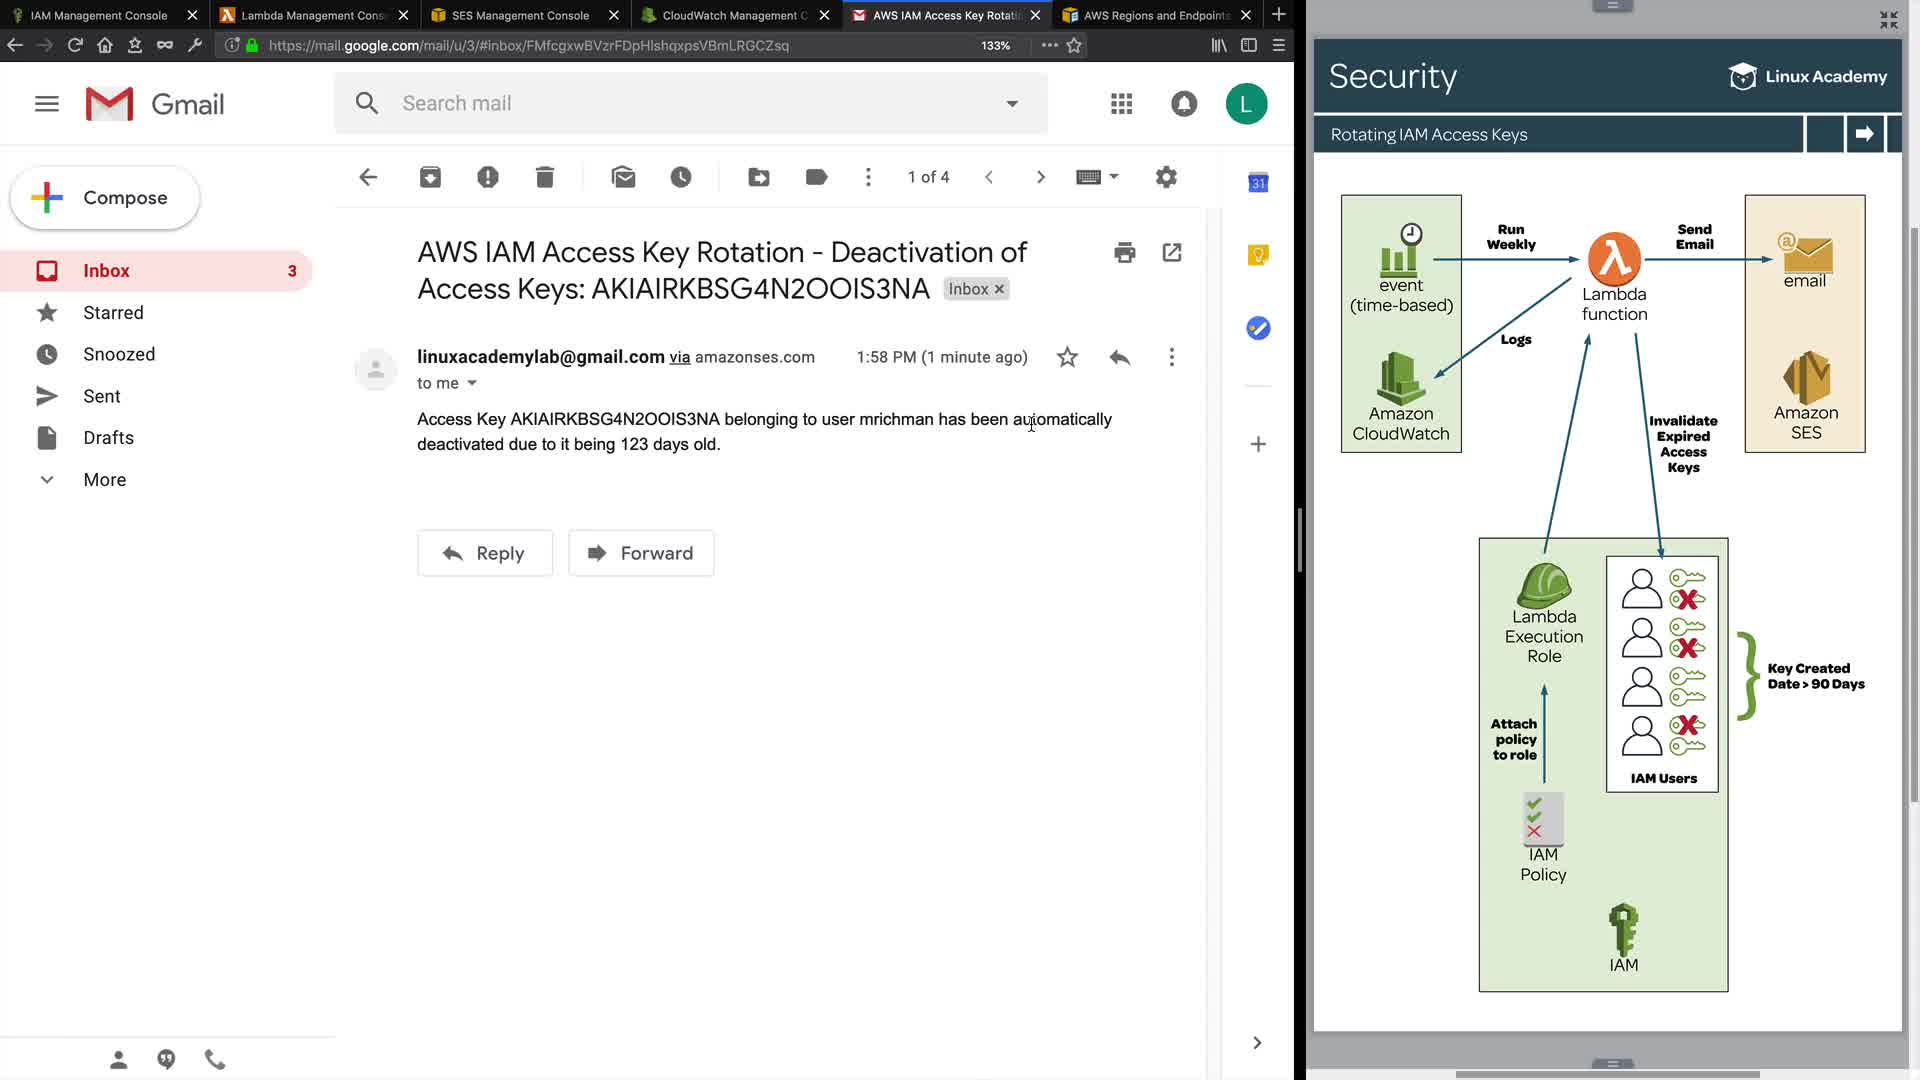 IAM Management Console
Lambda Management Cons
SES Management Console
CloudWatch Management C
AWS IAM Access Key Rotati
AWS Regions and Endpoints
https://mail.google.com/mail/u/3/#inbox/FMfcgxwBVzrFDpHlshqxpsVBmLRGCZsq
133%
Gmail
Search mail
L
Compose
1 of 4
31
Inbox
3
Starred
Snoozed
Sent
Drafts
More
AWS IAM Access Key Rotation - Deactivation of
Access Keys: AKIAIRKBSG4N2OOIS3NA
Inbox
linuxacademylab@gmail.com via amazonses.com
1:58 PM (1 minute ago)
to me
Access Key AKIAIRKBSG4N2OOIS3NA belonging to user mrichman has been automatically
deactivated due to it being 123 days old.
Reply
Forward
Security
Linux Academy
Rotating IAM Access Keys
event
(time-based)
Run
Weekly
Lambda
function
Send
Email
email
Logs
Amazon
CloudWatch
Amazon
SES
Invalidate
Expired
Access
Keys
Lambda
Execution
Role
Key Created
Date > 90 Days
Attach
policy
to role
IAM Users
IAM
Policy
IAM